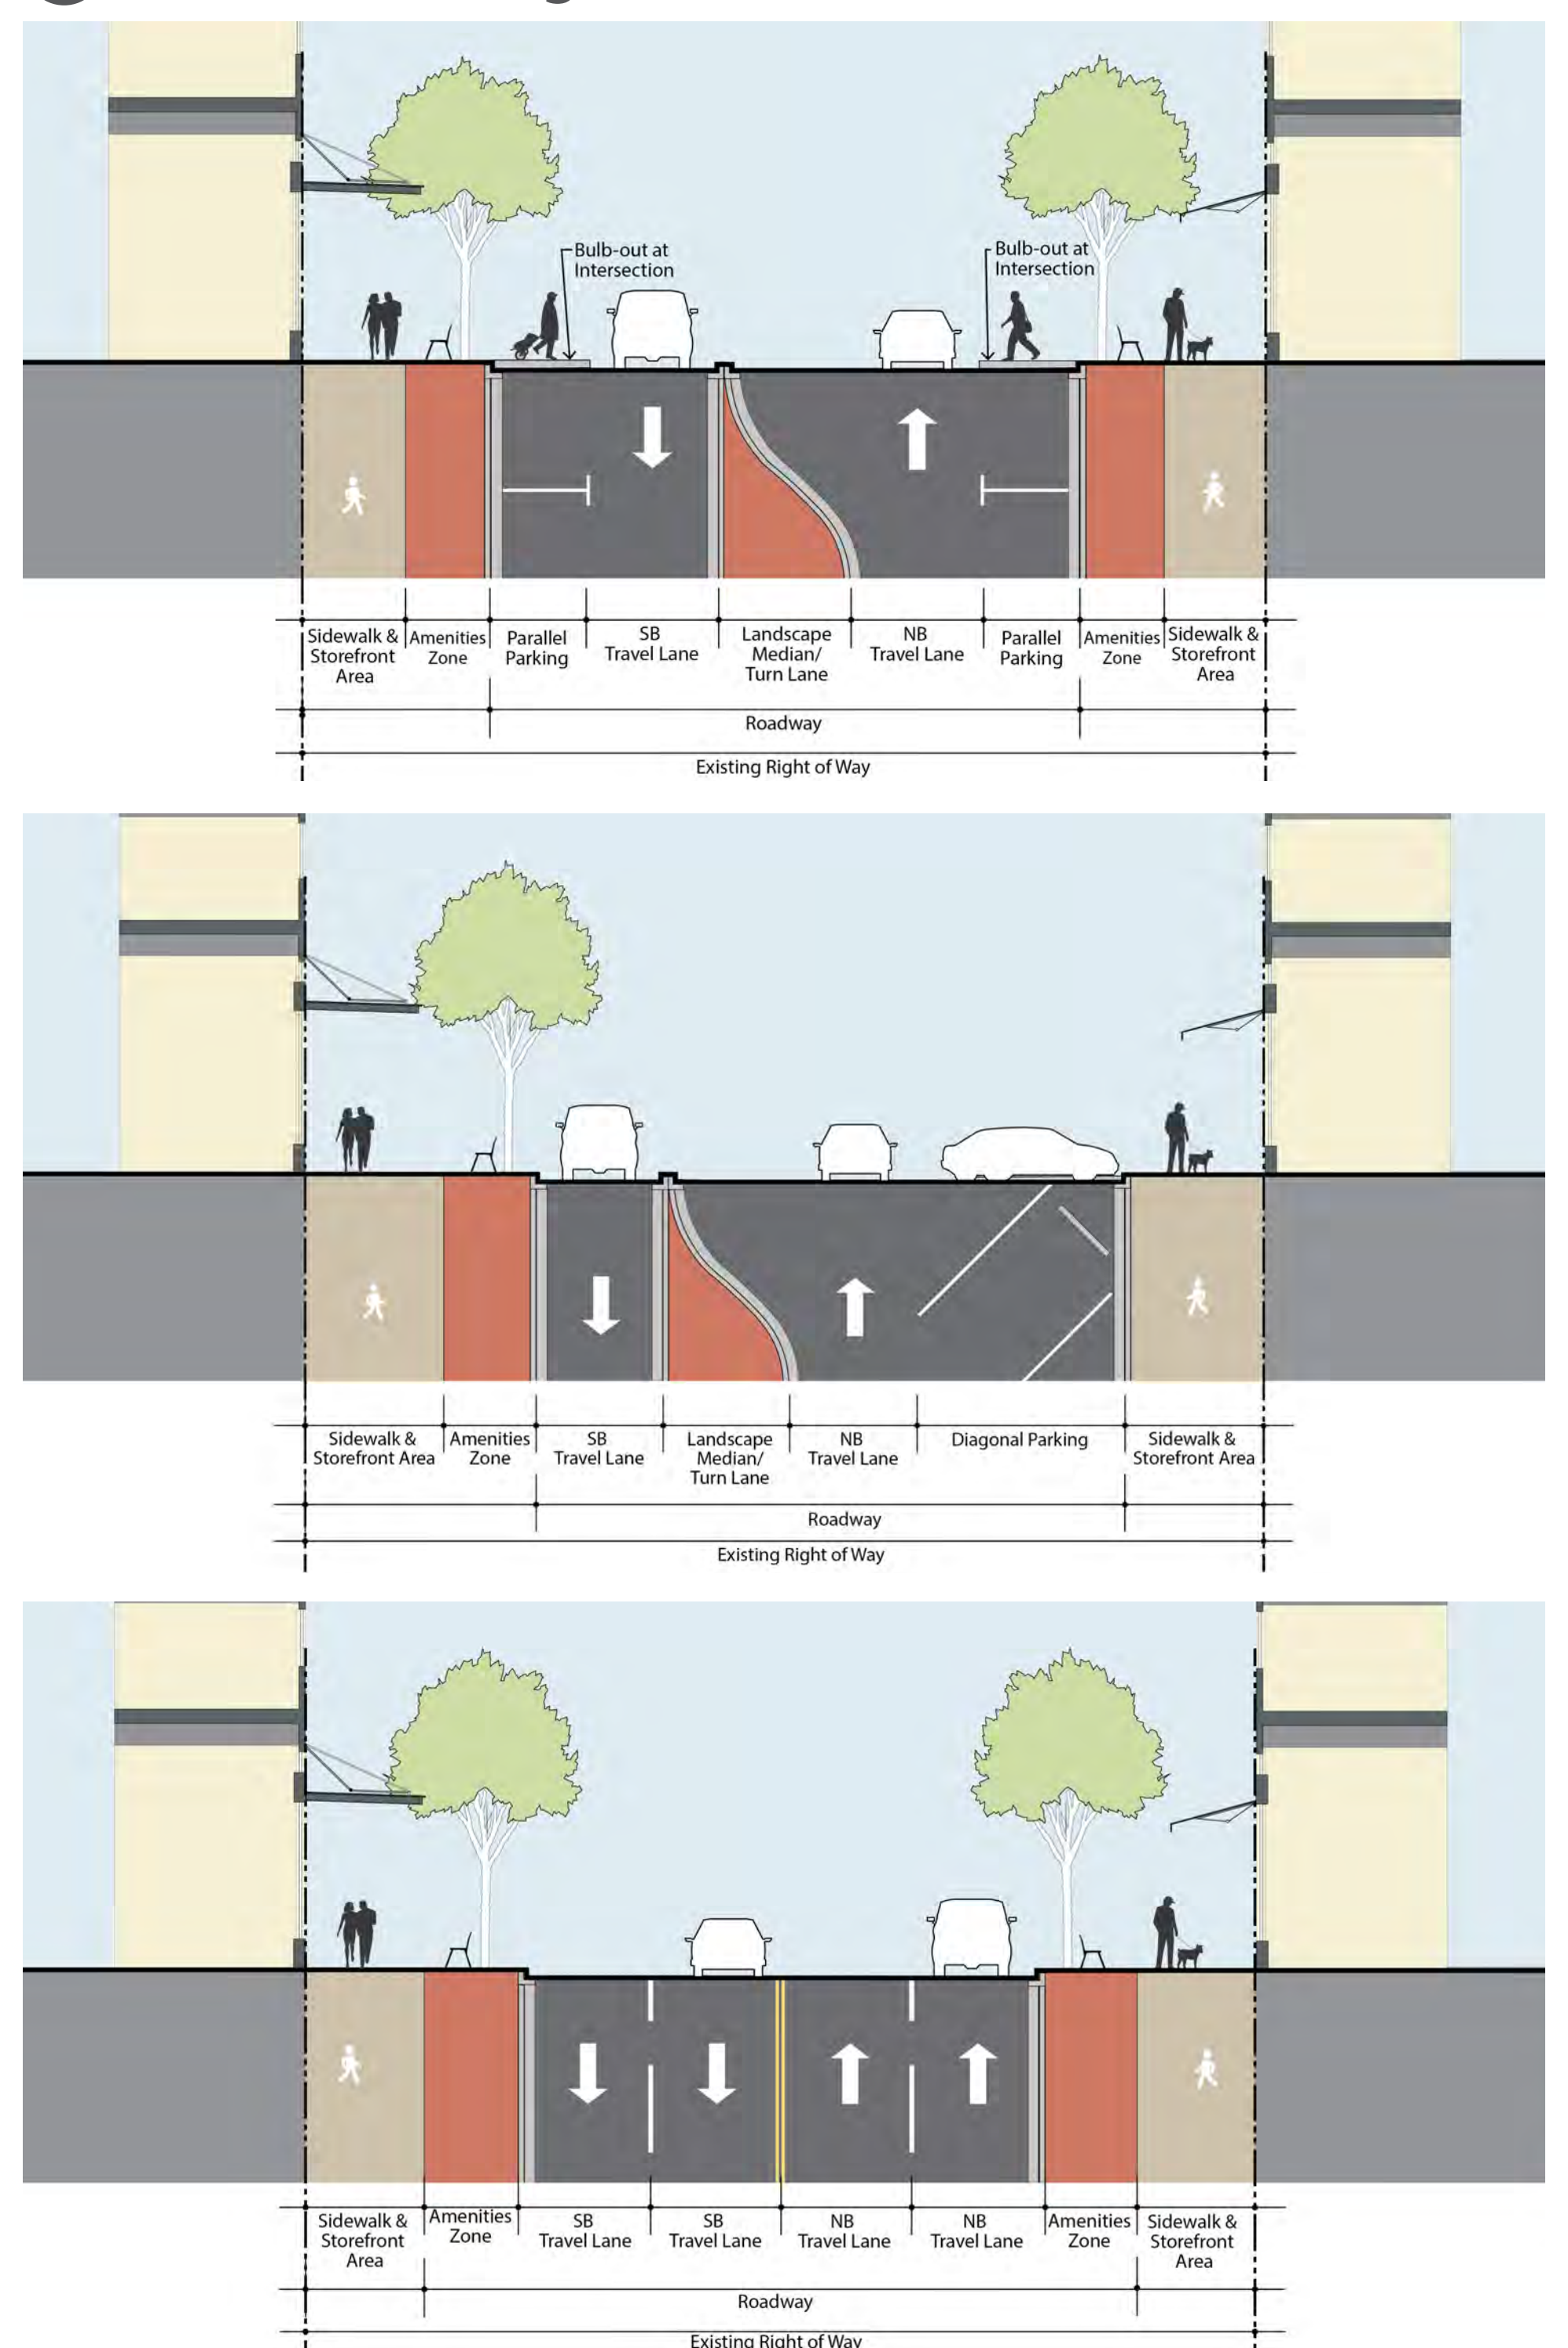 Bulb-out at
Intersection
Bulb-out at
Intersection
Sidewalk &
Storefront
Area
Amenities
Zone
Parallel
Parking
SB
Travel Lane
Landscape
Median/
Turn Lane
NB
Travel Lane
Parallel
Parking
Amenities
Zone
Sidewalk &
Storefront
Area
Roadway
Existing Right of Way
Sidewalk &
Storefront Area
Amenities
Zone
SB
Travel Lane
Landscape
Median/
Turn Lane
NB
Travel Lane
Diagonal Parking
Sidewalk &
Storefront Area
Roadway
Existing Right of Way
Sidewalk &
Storefront
Area
Amenities
Zone
SB
Travel Lane
SB
Travel Lane
NB
Travel Lane
NB
Travel Lane
Amenities
Zone
Sidewalk &
Storefront
Area
Roadway
Existing Right of Way